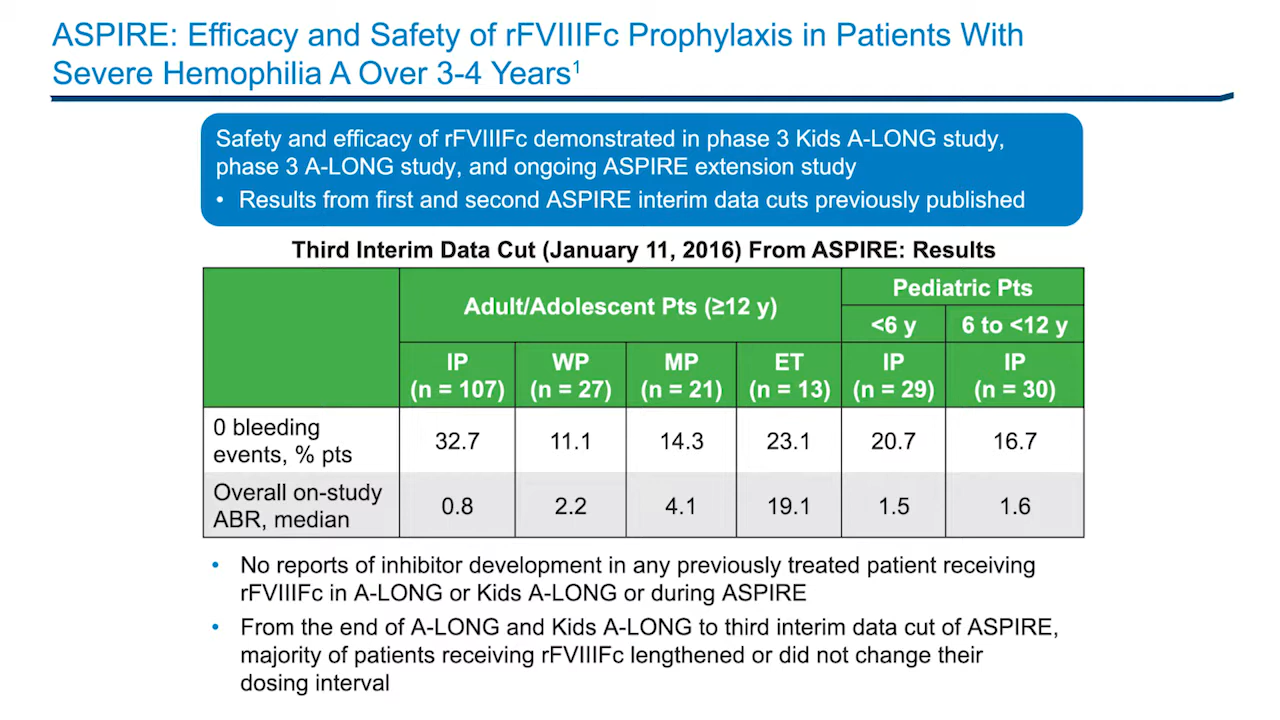 ASPIRE: Efficacy and Safety of rFVIIIFc Prophylaxis in Patients With
Severe Hemophilia A Over 3-4 Years1
Safety and efficacy of rFVIIIFc demonstrated in phase 3 Kids A-LONG study,
phase 3 A-LONG study, and ongoing ASPIRE extension study
• Results from first and second ASPIRE interim data cuts previously published
Third Interim Data Cut (January 11, 2016) From ASPIRE: Results
Adult/Adolescent Pts (≥12 y)
Pediatric Pts
<6 y 6 to <12 y
IP WP MP ET IP IP
(n = 107) (n = 27) (n = 21) (n = 13) (n = 29) (n = 30)
0 bleeding
events, % pts 32.7 11.1 14.3 23.1 20.7 16.7
Overall on-study
ABR, median 0.8 2.2 4.1 19.1 1.5 1.6
• No reports of inhibitor development in any previously treated patient receiving
rFVIIIFc in A-LONG or Kids A-LONG or during ASPIRE
• From the end of A-LONG and Kids A-LONG to third interim data cut of ASPIRE,
majority of patients receiving rFVIIIFc lengthened or did not change their
dosing interval